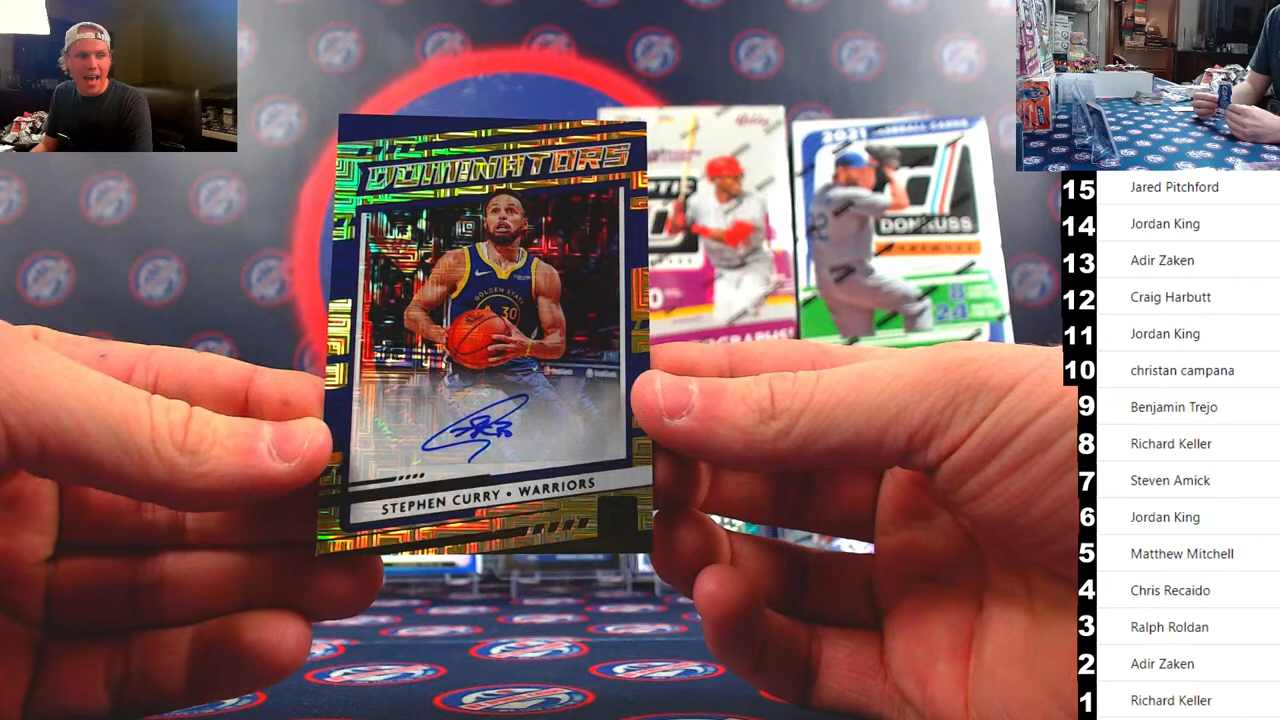 DOMINATORS
GOLDEN STATE
30
STEPHEN CURRY • WARRIORS
2021
DONRUSS
8
24
15 Jared Pitchford
14 Jordan King
13 Adir Zaken
12 Craig Harbutt
11 Jordan King
10 christan campana
9 Benjamin Trejo
8 Richard Keller
7 Steven Amick
6 Jordan King
5 Matthew Mitchell
4 Chris Recaido
3 Ralph Roldan
2 Adir Zaken
1 Richard Keller